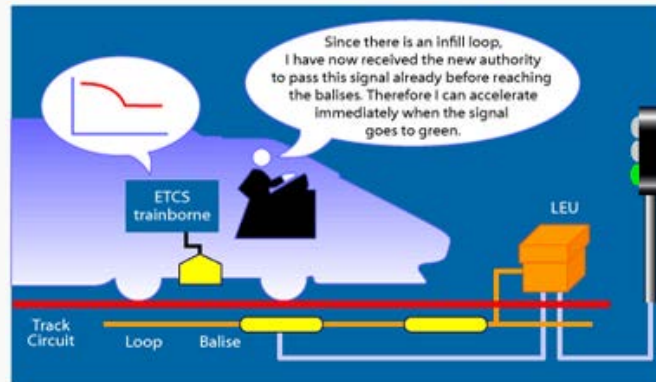 Since there is an infill loop,
I have now received the new authority
to pass this signal already before reaching
the balises. Therefore I can accelerate
immediately when the signal
goes to green.
ETCS
trainborne
LEU
Track
Circuit
Loop
Balise